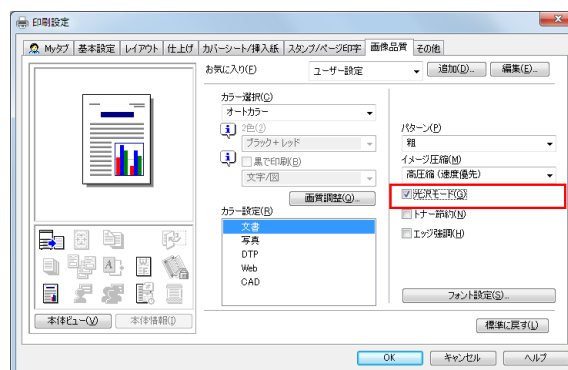 印刷設定
Myタブ 基本設定 レイアウト 仕上げ カバーシート/挿入紙 スタンプ/ページ印字 画像品質 その他
お気に入り(F) ユーザー設定 追加(D)... 編集(E)...
カラー選択(C)
オートカラー
2色(2)
ブラック+レッド
黒で印刷(B)
文字/図
画質調整(Q)...
カラー設定(R)
文書
写真
DTP
Web
CAD
パターン(P)
粗
イメージ圧縮(M)
高圧縮 (速度優先)
光沢モード(G)
トナー節約(N)
エッジ強調(H)
フォント設定(S)...
本体ビュー(V) 本体情報(I)
標準に戻す(L)
OK キャンセル ヘルプ